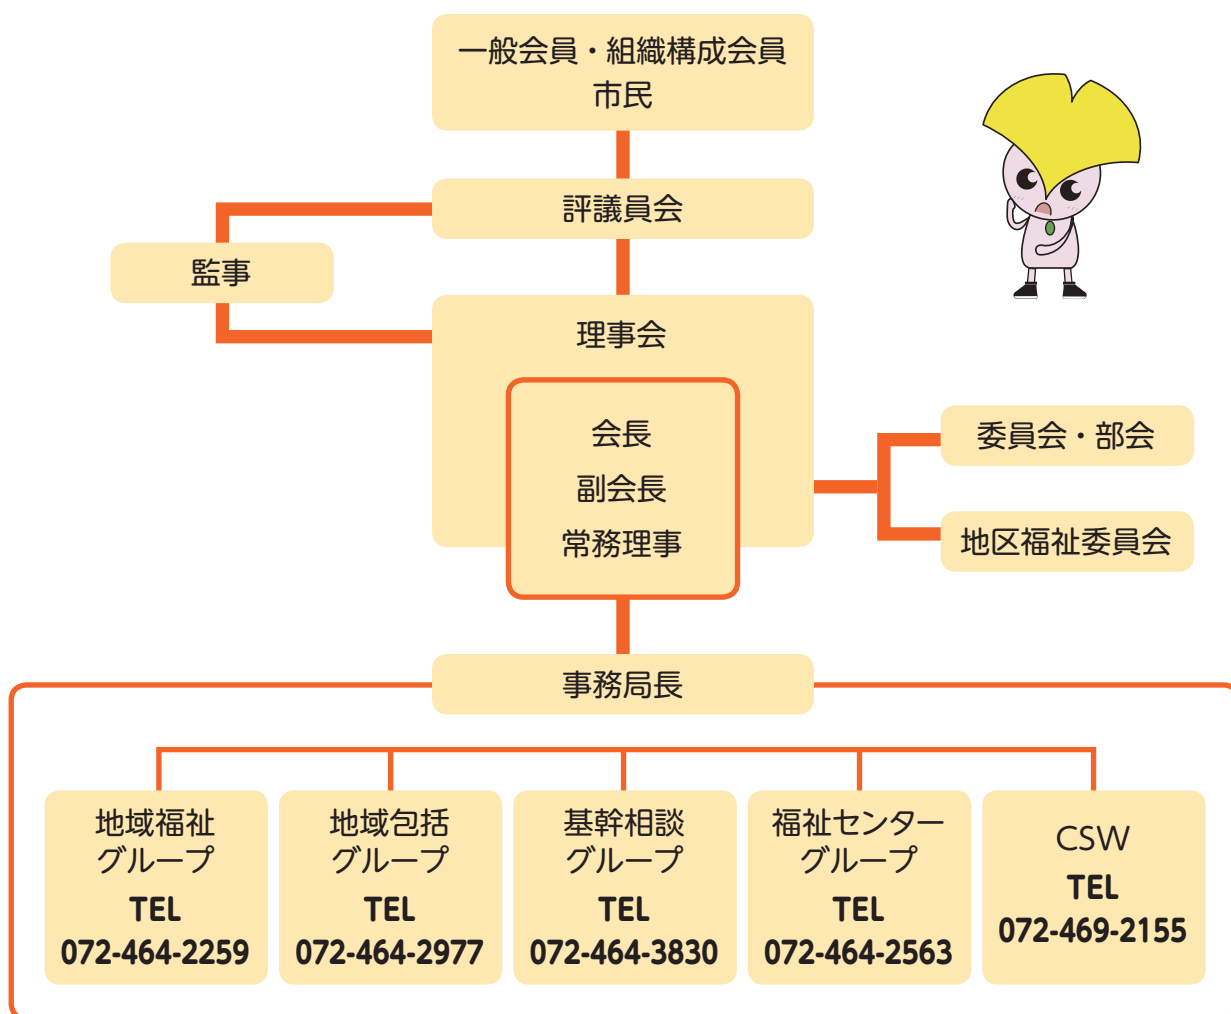 一般会員・組織構成会員
市民
評議員会
監事
理事会
会長
副会長
常務理事
委員会・部会
地区福祉委員会
事務局長
地域福祉
グループ
TEL
072-464-2259
地域包括
グループ
TEL
072-464-2977
基幹相談
グループ
TEL
072-464-3830
福祉センター
グループ
TEL
072-464-2563
CSW
TEL
072-469-2155